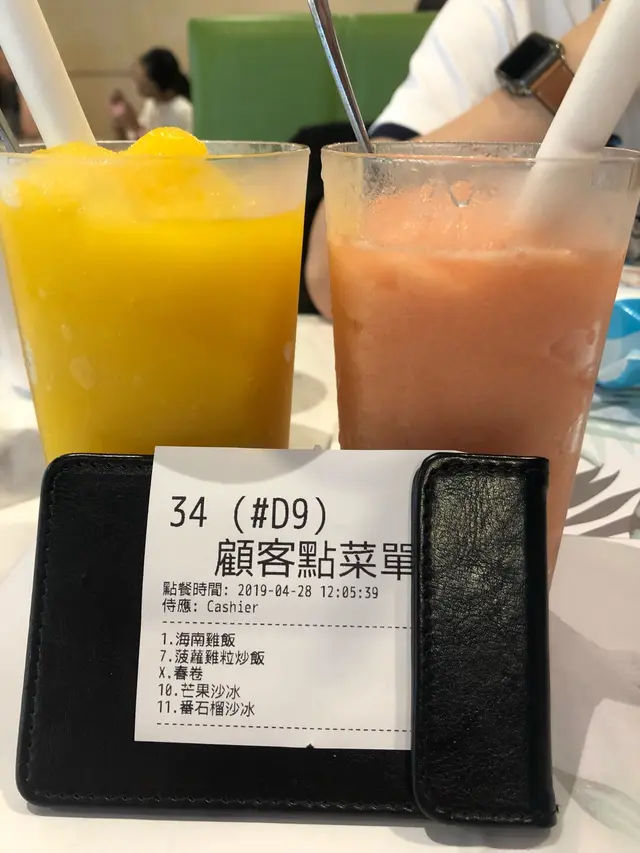 34 (#D9)
顧客點菜單
點餐時間: 2019-04-28 12:05:39
侍應: Cashier
1.海南雞飯
7.菠蘿雞粒炒飯
X.春卷
10.芒果沙冰
11.番石榴沙冰